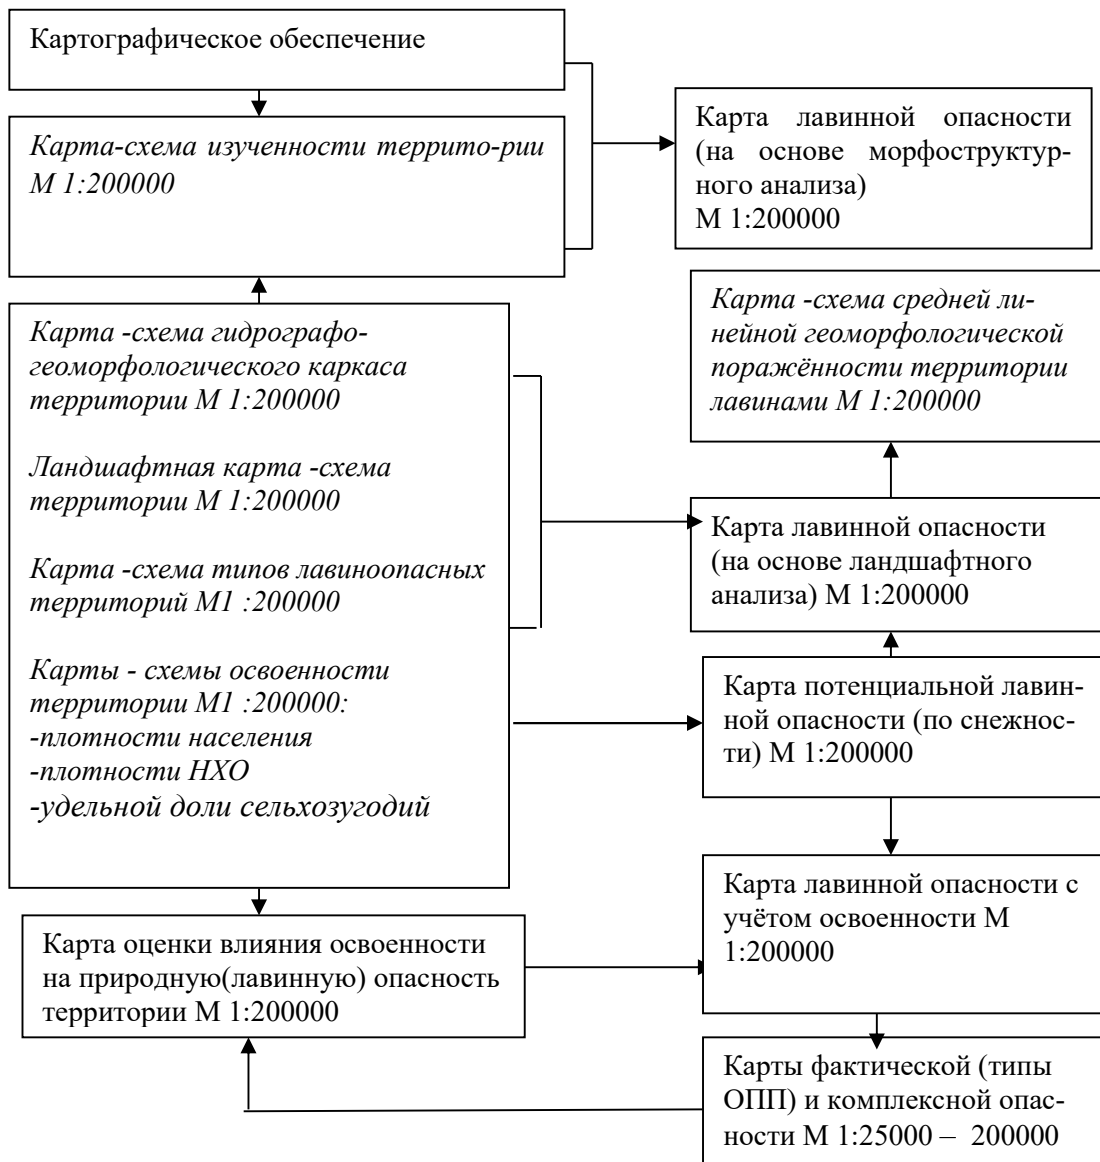 Картографическое обеспечение
Карта-схема изученности террито-рии
М 1:200000
Карта -схема гидрографо-
геоморфологического каркаса
территории М 1:200000
Ландшафтная карта -схема
территории М 1:200000
Карта -схема типов лавиноопасных
территорий М1 :200000
Карты - схемы освоенности
территории М1 :200000:
-плотности населения
-плотности НХО
-удельной доли сельхозугодий
Карта оценки влияния освоенности
на природную(лавинную) опасность
территории М 1:200000
Карта лавинной опасности
(на основе морфоструктур-
ного анализа)
М 1:200000
Карта -схема средней ли-
нейной геоморфологической
поражённости территории
лавинами М 1:200000
Карта лавинной опасности
(на основе ландшафтного
анализа) М 1:200000
Карта потенциальной лавин-
ной опасности (по снежнос-
ти) М 1:200000
Карта лавинной опасности с
учётом освоенности М
1:200000
Карты фактической (типы
ОПП) и комплексной опас-
ности М 1:25000 – 200000